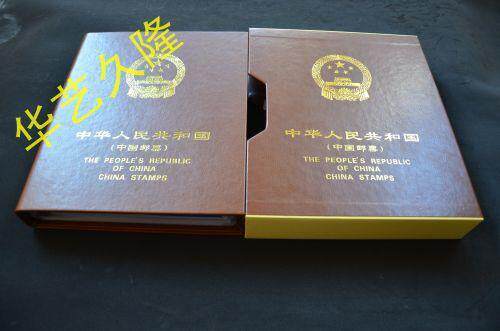 华艺久隆
中华人民共和国
(中国邮票)
THE PEOPLE'S REPUBLIC
OF CHINA
CHINA STAMPS
中华人民共和国
(中国邮票)
THE PEOPLE'S REPUBLIC
OF CHINA
CHINA STAMPS